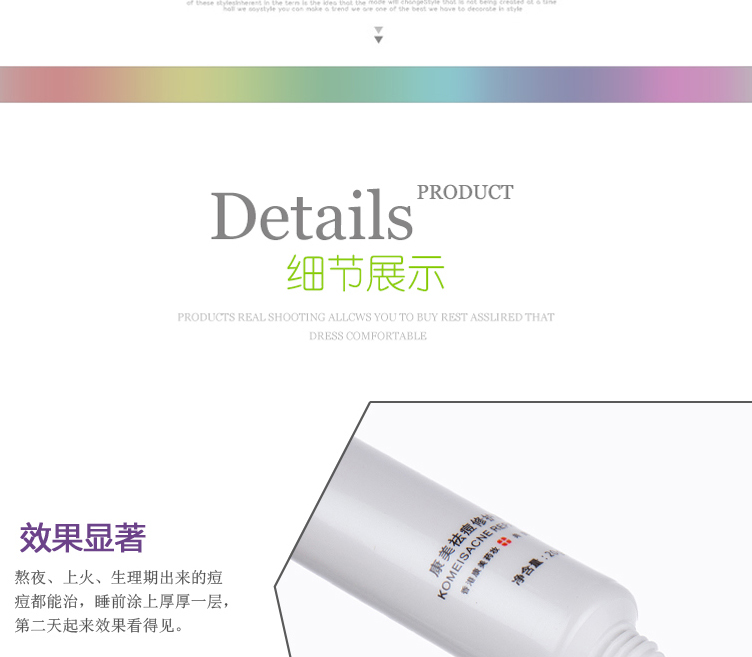 of these stylesinherent in the term is the idea that the mode will changeStyle that is not being created at a time
half we saystyle you can make a trend we are one of the best we have to decorate in style
Details PRODUCT
细节展示
PRODUCTS REAL SHOOTING ALLCWS YOU TO BUY REST ASSLIRED THAT
DRESS COMFORTABLE
效果显著
熬夜、上火、生理期出来的痘
痘都能治，睡前涂上厚厚一层，
第二天起来效果看得见。
康美祛痘修
KOMEISACNE RE
香港康美药妆
净含量：20